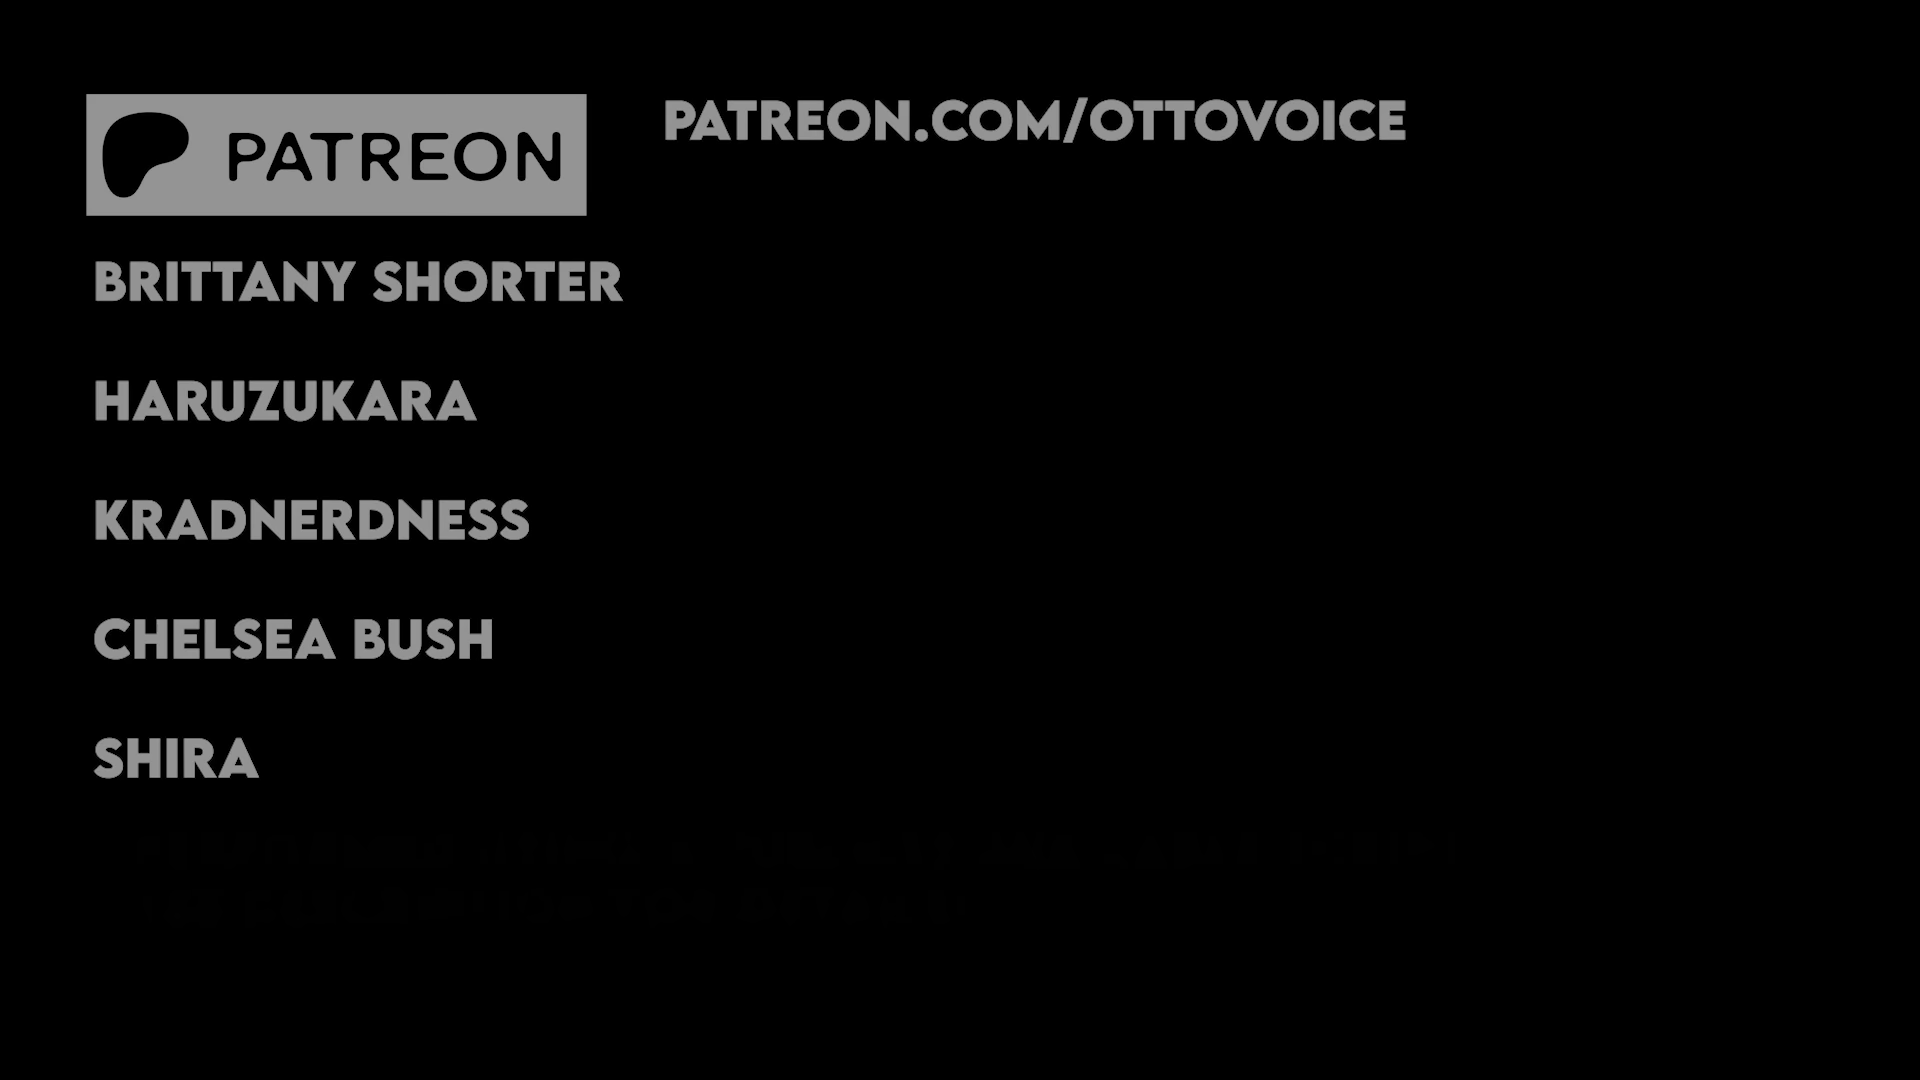 PATREON
PATREON.COM/OTTOVOICE
BRITTANY SHORTER
HARUZUKARA
KRADNERDNESS
CHELSEA BUSH
SHIRA